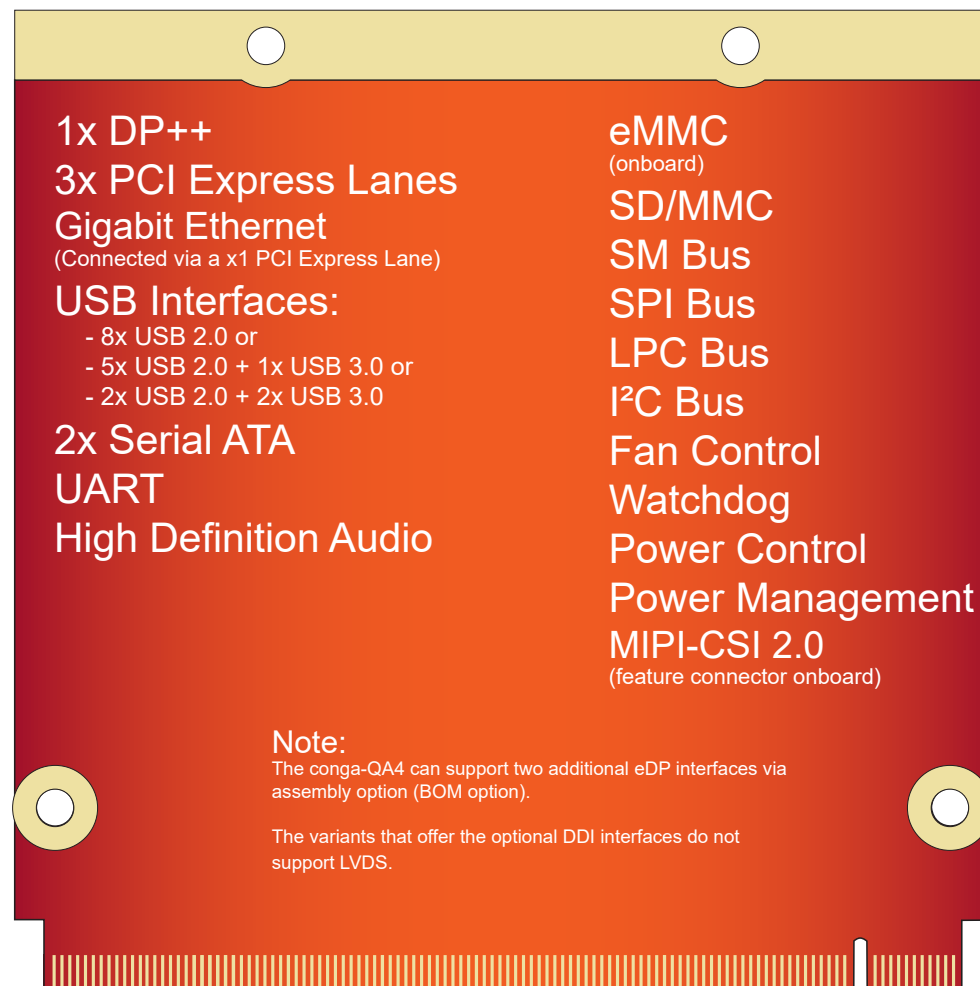 1x DP++
3x PCI Express Lanes
Gigabit Ethernet
(Connected via a x1 PCI Express Lane)
USB Interfaces:
- 8x USB 2.0 or
- 5x USB 2.0 + 1x USB 3.0 or
- 2x USB 2.0 + 2x USB 3.0
2x Serial ATA
UART
High Definition Audio
eMMC
(onboard)
SD/MMC
SM Bus
SPI Bus
LPC Bus
I²C Bus
Fan Control
Watchdog
Power Control
Power Management
MIPI-CSI 2.0
(feature connector onboard)
Note:
The conga-QA4 can support two additional eDP interfaces via
assembly option (BOM option).
The variants that offer the optional DDI interfaces do not
support LVDS.